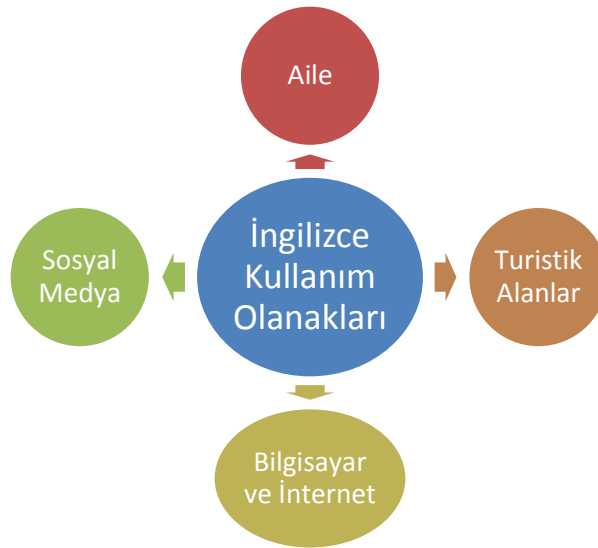 Aile
Sosyal
Medya
İngilizce
Kullanım
Olanakları
Turistik
Alanlar
Bilgisayar
ve İnternet